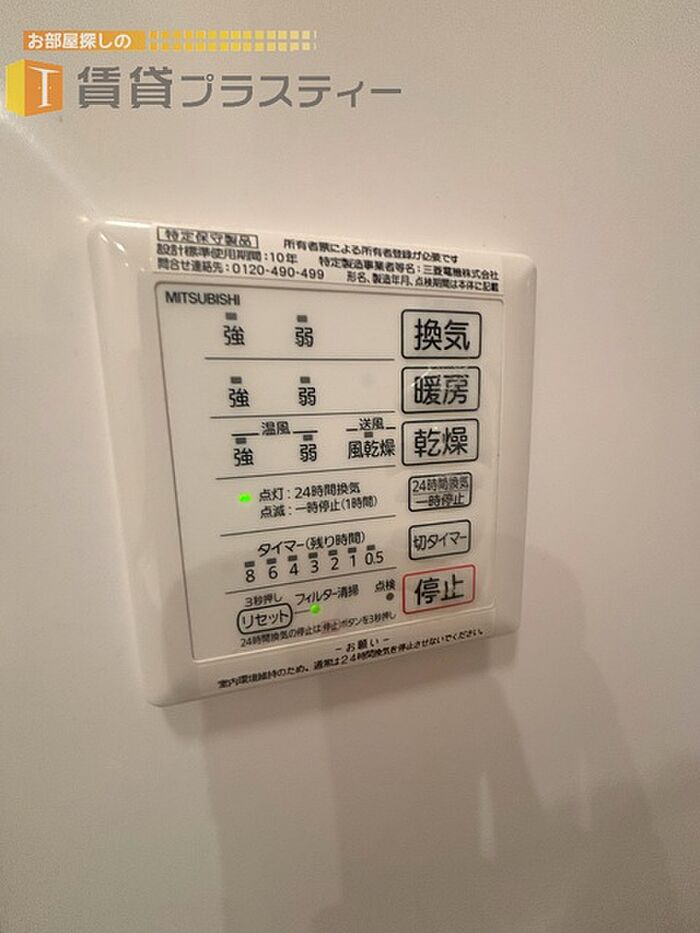 お部屋探しの
賃貸プラスティー
特定保守製品 所有者票による所有者登録が必要です
設計標準使用期間:10年 特定製造事業者等名:三菱電機株式会社
問合せ連絡先:0120-490-499 形名、製造年月、点検期間は本体に記載
MITSUBISHI
強 弱 換気
強 弱 暖房
温風 送風
強 弱 風乾燥 乾燥
点灯:24時間換気
点滅:一時停止(1時間)
24時間換気
一時停止
タイマー(残り時間)
8 6 4 3 2 1 0.5
切タイマー
3秒押し フィルター清掃 点検
リセット 停止
24時間換気の停止は停止ボタンを3秒押し
-お願い-
室内環境維持のため、通常は24時間換気を停止させないでください。